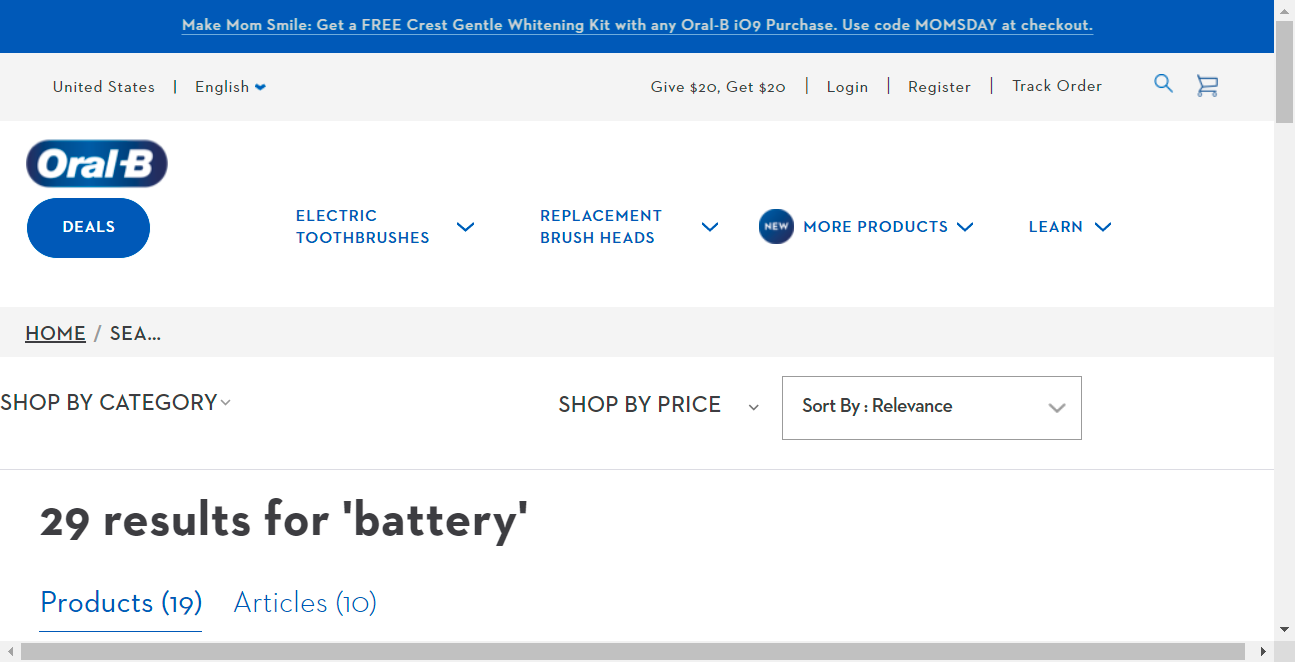 Make Mom Smile: Get a FREE Crest Gentle Whitening Kit with any Oral-B iO9 Purchase. Use code MOMSDAY at checkout.
United States | English
Give $20, Get $20 | Login | Register | Track Order
Oral-B
DEALS
ELECTRIC
TOOTHBRUSHES
REPLACEMENT
BRUSH HEADS
NEW
MORE PRODUCTS
LEARN
HOME / SEA...
SHOP BY CATEGORY
SHOP BY PRICE
Sort By : Relevance
29 results for 'battery'
Products (19)
Articles (10)